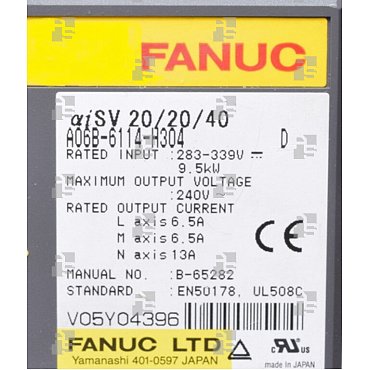 FANUC
αiSV 20/20/40
A06B-6114-H304 D
RATED INPUT : 283-339V ⎓
9.5kW
MAXIMUM OUTPUT VOLTAGE
: 240V ~
RATED OUTPUT CURRENT
L axis 6.5A
M axis 6.5A
N axis 13A
CE
MANUAL NO. : B-65282
STANDARD : EN50178, UL508C
V05Y04396
FANUC LTD
Yamanashi 401-0597 JAPAN
c UL US
made in JAPAN